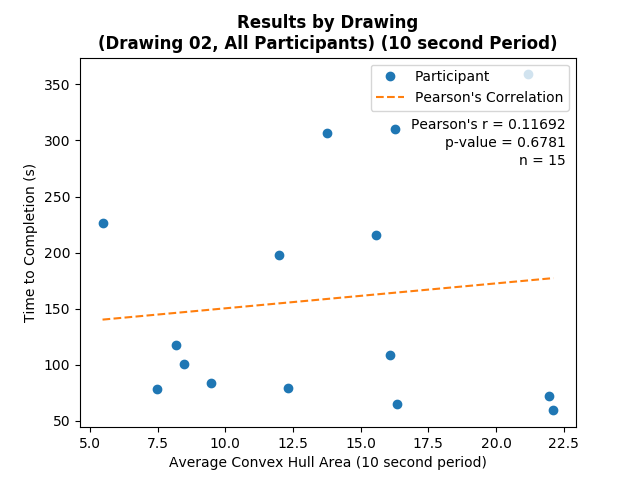 Results by Drawing
(Drawing 02, All Participants) (10 second Period)
Participant
Pearson's Correlation
Pearson's r = 0.11692
p-value = 0.6781
n = 15
Time to Completion (s)
350
300
250
200
150
100
50
5.0 7.5 10.0 12.5 15.0 17.5 20.0 22.5
Average Convex Hull Area (10 second period)